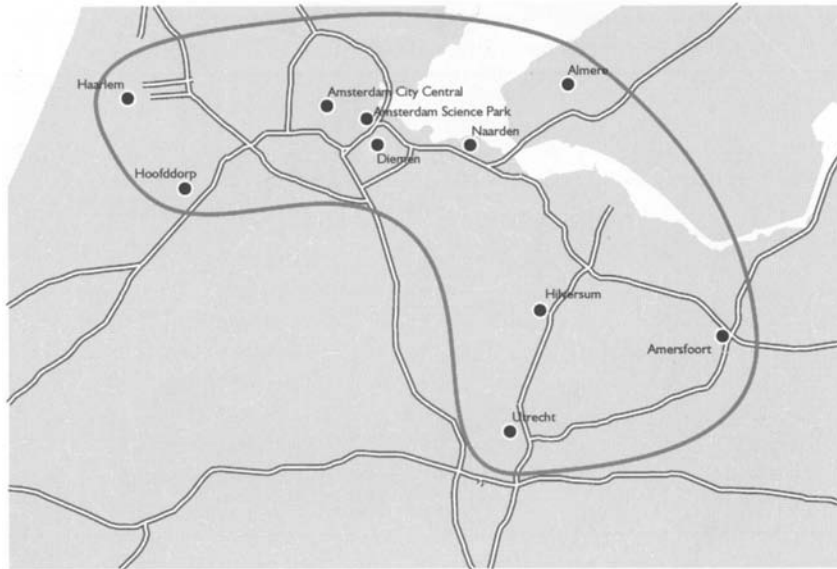 Haarlem
Amsterdam City Central
Almere
Amsterdam Science Park
Naarden
Diemen
Hoofddorp
Hilversum
Amersfoort
Utrecht